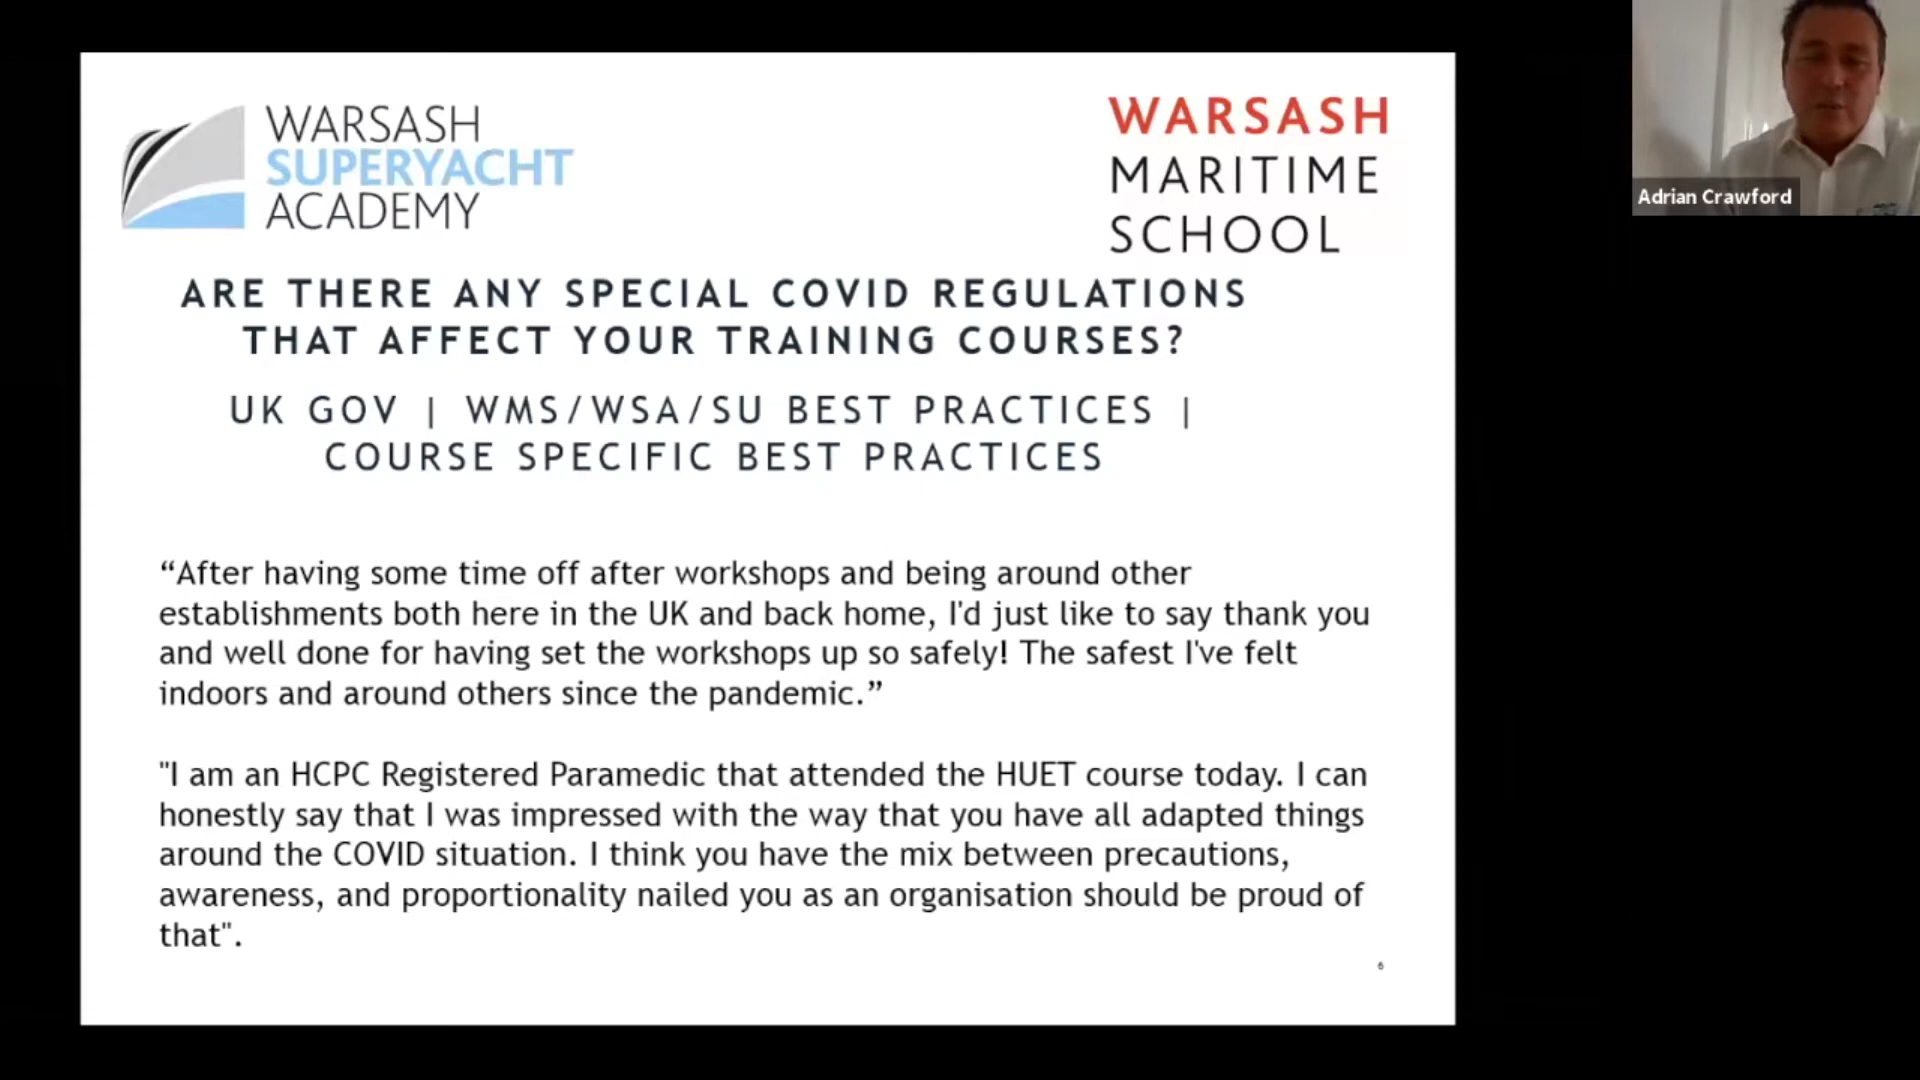 WARSASH
SUPERYACHT
ACADEMY
WARSASH
MARITIME
SCHOOL
Adrian Crawford
ARE THERE ANY SPECIAL COVID REGULATIONS
THAT AFFECT YOUR TRAINING COURSES?
UK GOV | WMS/WSA/SU BEST PRACTICES |
COURSE SPECIFIC BEST PRACTICES
“After having some time off after workshops and being around other
establishments both here in the UK and back home, I'd just like to say thank you
and well done for having set the workshops up so safely! The safest I've felt
indoors and around others since the pandemic.”
"I am an HCPC Registered Paramedic that attended the HUET course today. I can
honestly say that I was impressed with the way that you have all adapted things
around the COVID situation. I think you have the mix between precautions,
awareness, and proportionality nailed you as an organisation should be proud of
that".
6